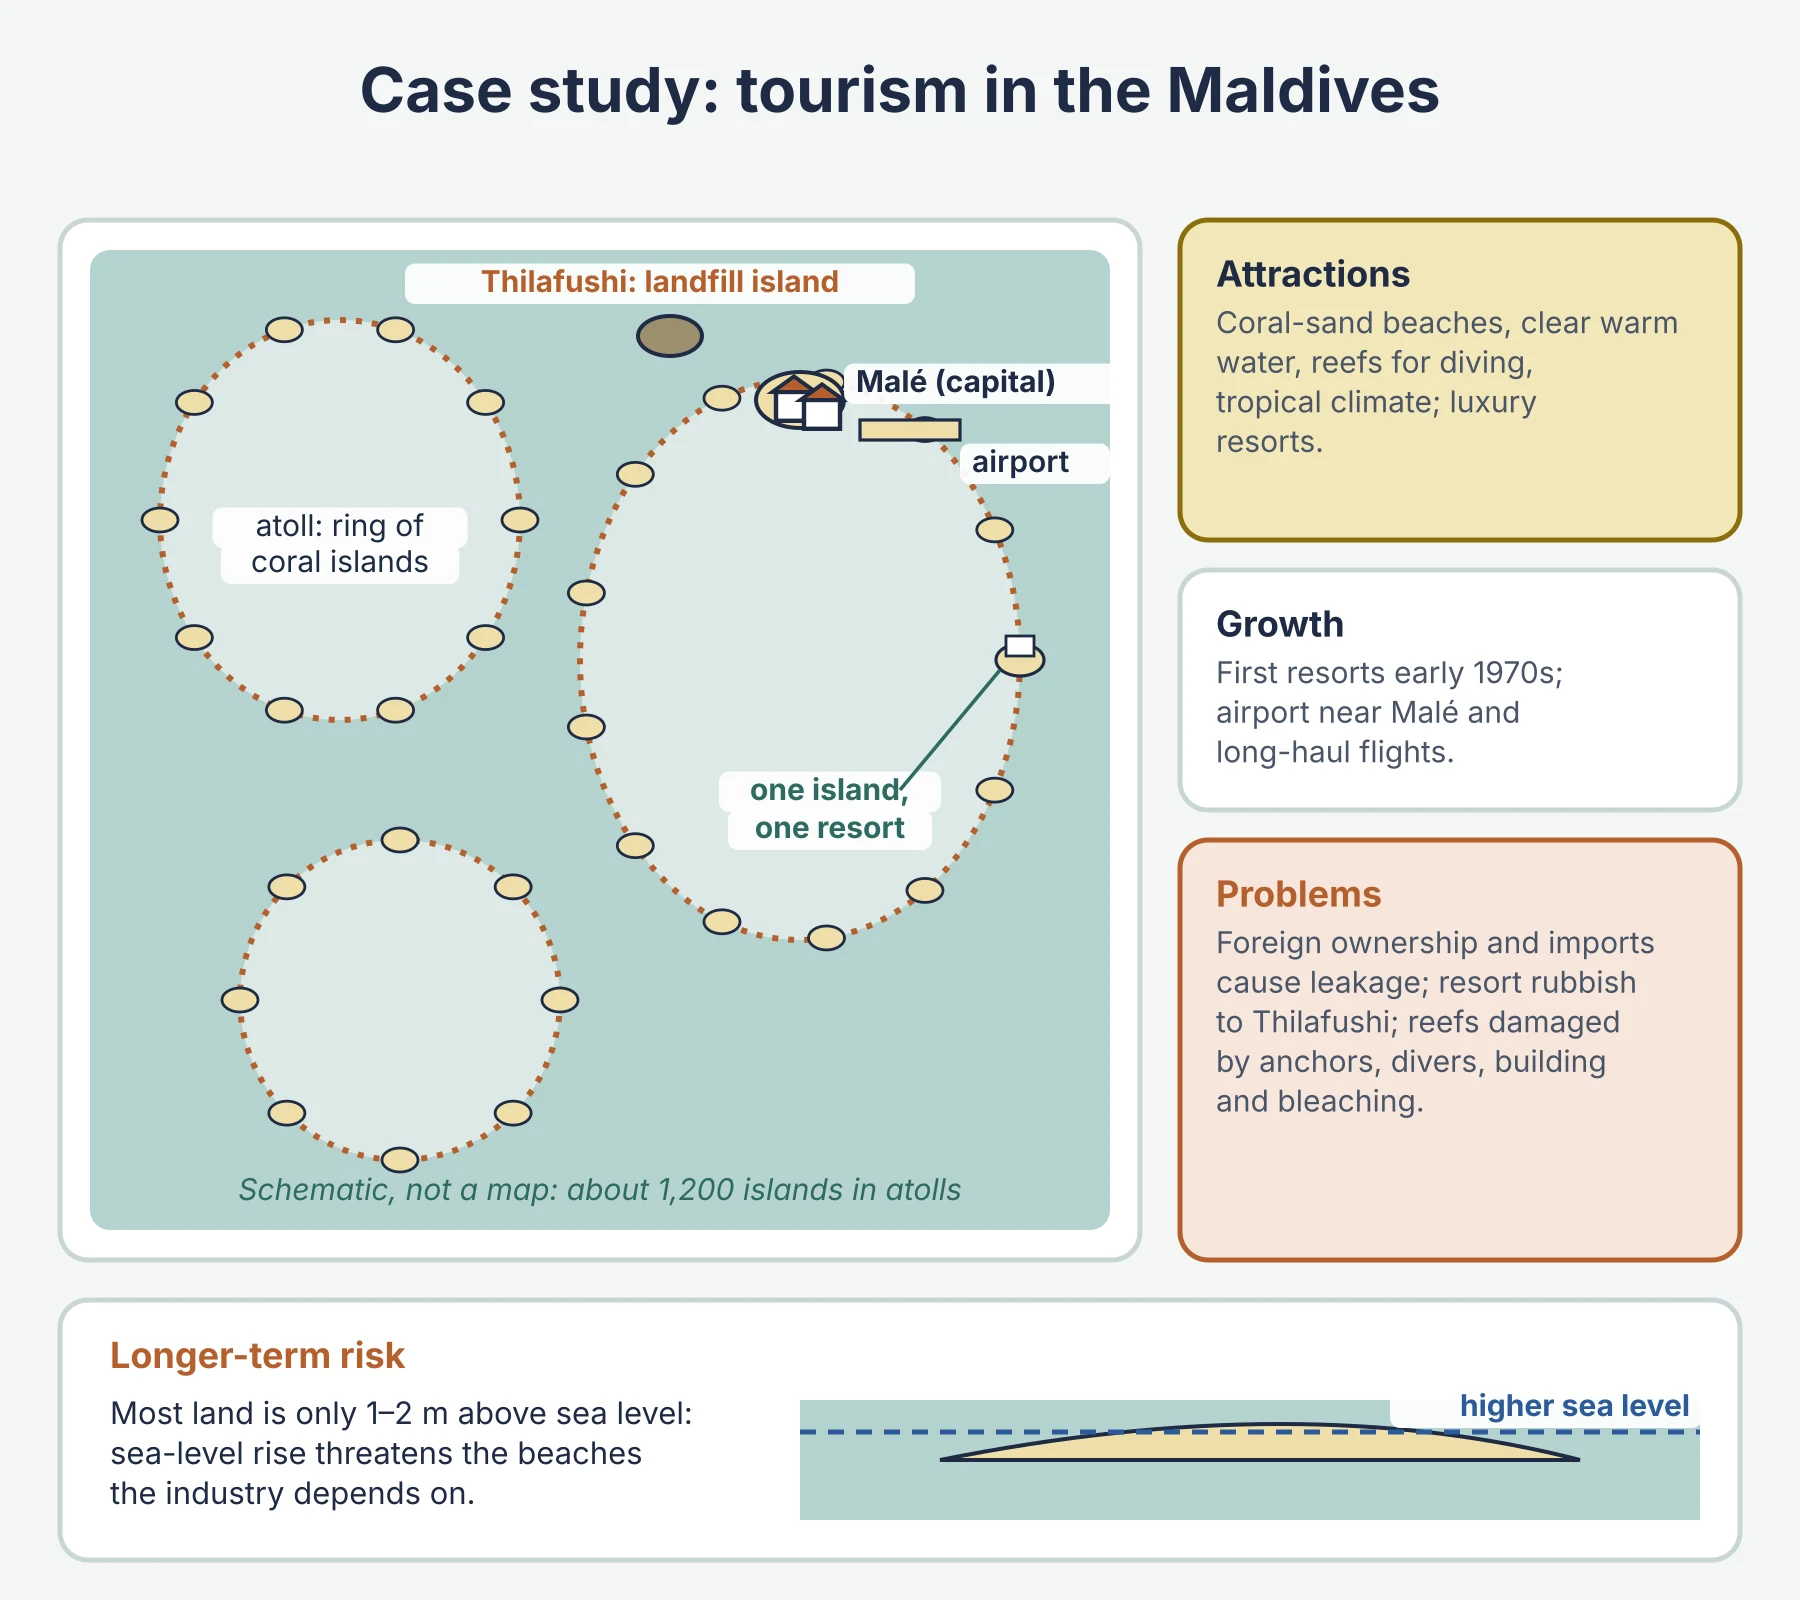 Case study: tourism in the Maldives
Thilafushi: landfill island
Malé (capital)
airport
atoll: ring of
coral islands
one island,
one resort
Schematic, not a map: about 1,200 islands in atolls
Attractions
Coral-sand beaches, clear warm
water, reefs for diving,
tropical climate; luxury
resorts.
Growth
First resorts early 1970s;
airport near Malé and
long-haul flights.
Problems
Foreign ownership and imports
cause leakage; resort rubbish
to Thilafushi; reefs damaged
by anchors, divers, building
and bleaching.
Longer-term risk
Most land is only 1–2 m above sea level:
sea-level rise threatens the beaches
the industry depends on.
higher sea level